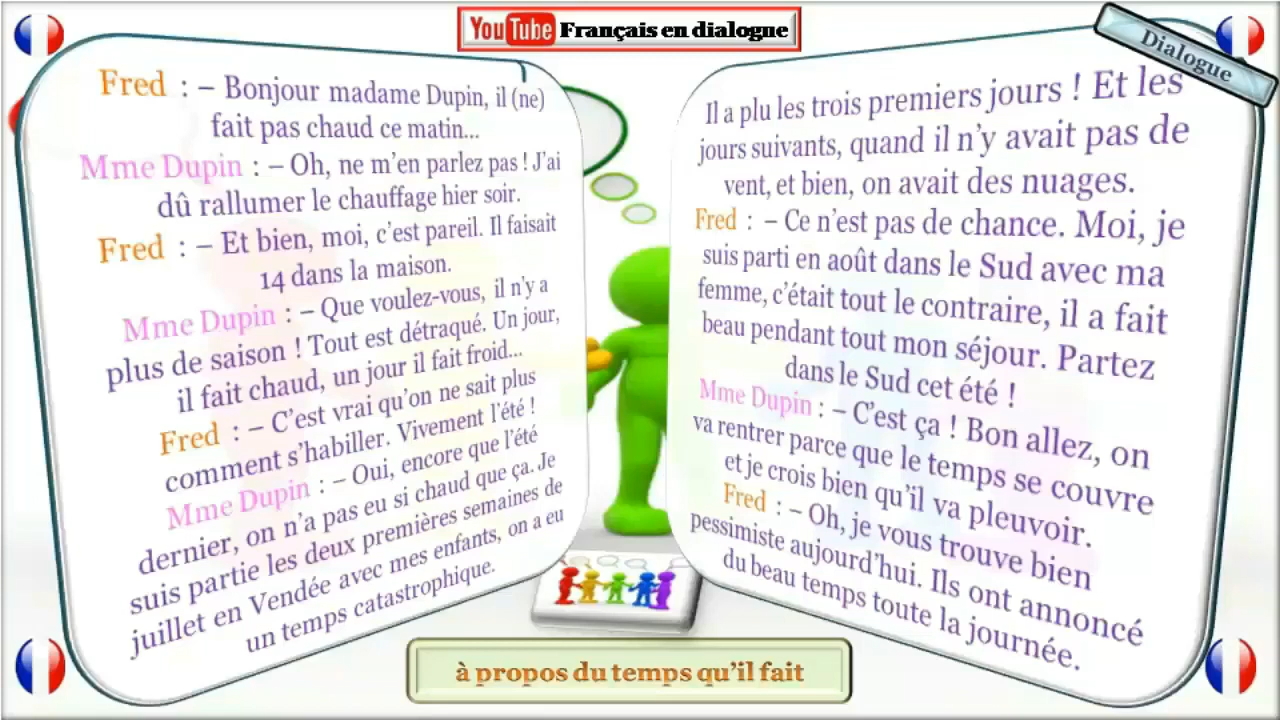 YouTube Français en dialogue
Dialogue
Fred : – Bonjour madame Dupin, il (ne)
fait pas chaud ce matin...
Mme Dupin : – Oh, ne m'en parlez pas ! J'ai
dû rallumer le chauffage hier soir.
Fred : – Et bien, moi, c'est pareil. Il faisait
14 dans la maison.
Mme Dupin : – Que voulez-vous, il n'y a
plus de saison ! Tout est détraqué. Un jour,
il fait chaud, un jour il fait froid...
Fred : – C'est vrai qu'on ne sait plus
comment s'habiller. Vivement l'été !
Mme Dupin : – Oui, encore que l'été
dernier, on n'a pas eu si chaud que ça. Je
suis partie les deux premières semaines de
juillet en Vendée avec mes enfants, on a eu
un temps catastrophique.
Il a plu les trois premiers jours ! Et les
jours suivants, quand il n'y avait pas de
vent, et bien, on avait des nuages.
Fred : – Ce n'est pas de chance. Moi, je
suis parti en août dans le Sud avec ma
femme, c'était tout le contraire, il a fait
beau pendant tout mon séjour. Partez
dans le Sud cet été !
Mme Dupin : – C'est ça ! Bon allez, on
va rentrer parce que le temps se couvre
et je crois bien qu'il va pleuvoir.
Fred : – Oh, je vous trouve bien
pessimiste aujourd'hui. Ils ont annoncé
du beau temps toute la journée.
à propos du temps qu'il fait